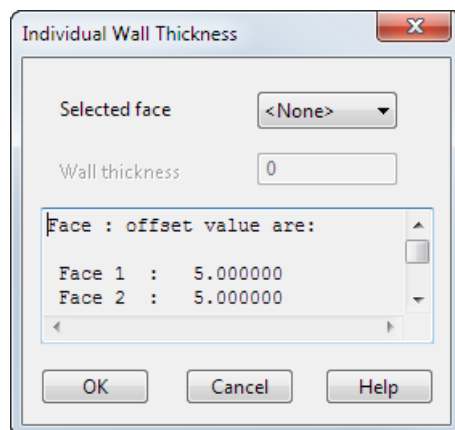 Individual Wall Thickness
Selected face <None>
Wall thickness 0
Face : offset value are:
Face 1 : 5.000000
Face 2 : 5.000000
OK Cancel Help